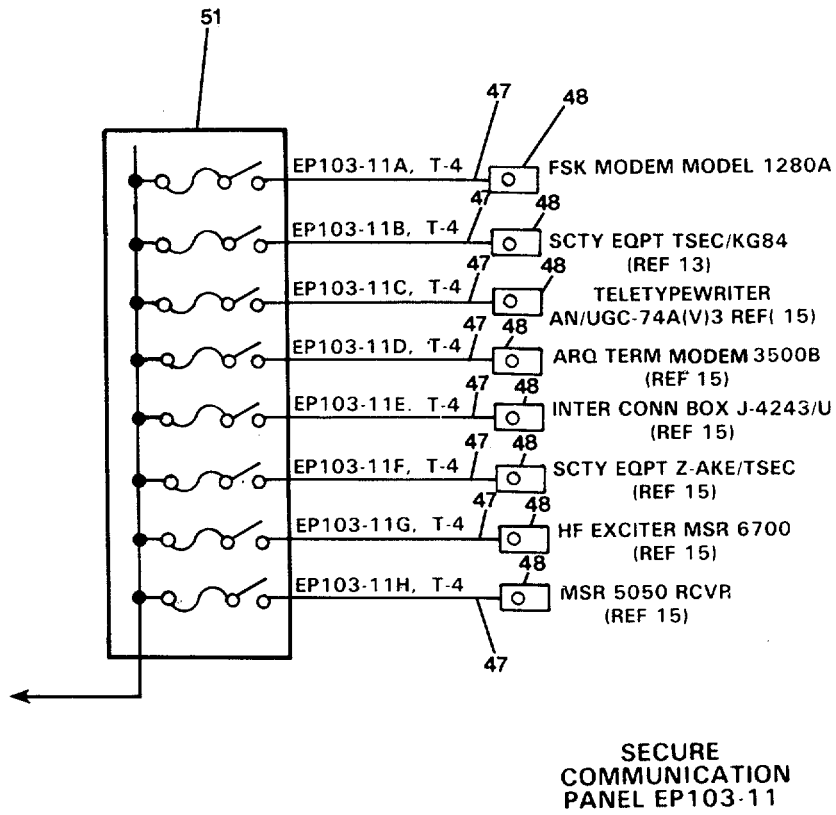 51
47
48
EP103-11A, T-4
FSK MODEM MODEL 1280A
47
48
EP103-11B, T-4
SCTY EQPT TSEC/KG84
(REF 13)
47
48
EP103-11C, T-4
TELETYPEWRITER
AN/UGC-74A(V)3 REF( 15)
47
48
EP103-11D, T-4
ARQ TERM MODEM 3500B
(REF 15)
47
48
EP103-11E. T-4
INTER CONN BOX J-4243/U
(REF 15)
47
48
EP103-11F, T-4
SCTY EQPT Z-AKE/TSEC
(REF 15)
47
48
EP103-11G, T-4
HF EXCITER MSR 6700
(REF 15)
48
EP103-11H, T-4
MSR 5050 RCVR
(REF 15)
47
SECURE
COMMUNICATION
PANEL EP103-11